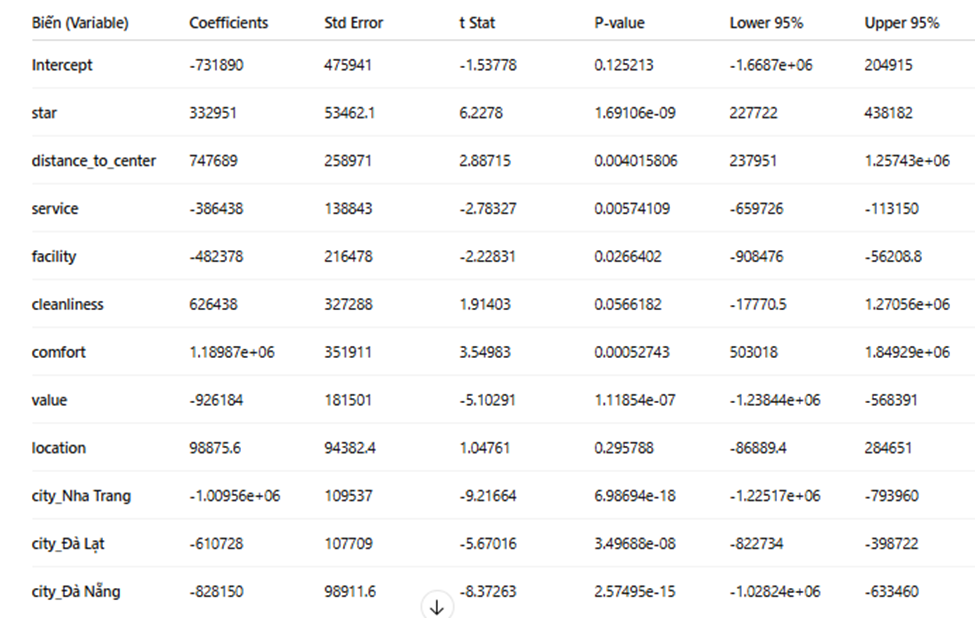 Biến (Variable) Coefficients Std Error t Stat P-value Lower 95% Upper 95%
Intercept -731890 475941 -1.53778 0.125213 -1.6687e+06 204915
star 332951 53462.1 6.2278 1.69106e-09 227722 438182
distance_to_center 747689 258971 2.88715 0.004015806 237951 1.25743e+06
service -386438 138843 -2.78327 0.00574109 -659726 -113150
facility -482378 216478 -2.22831 0.0266402 -908476 -56208.8
cleanliness 626438 327288 1.91403 0.0566182 -17770.5 1.27056e+06
comfort 1.18987e+06 351911 3.54983 0.00052743 503018 1.84929e+06
value -926184 181501 -5.10291 1.11854e-07 -1.23844e+06 -568391
location 98875.6 94382.4 1.04761 0.295788 -86889.4 284651
city_Nha Trang -1.00956e+06 109537 -9.21664 6.98694e-18 -1.22517e+06 -793960
city_Đà Lạt -610728 107709 -5.67016 3.49688e-08 -822734 -398722
city_Đà Nẵng -828150 98911.6 -8.37263 2.57495e-15 -1.02824e+06 -633460